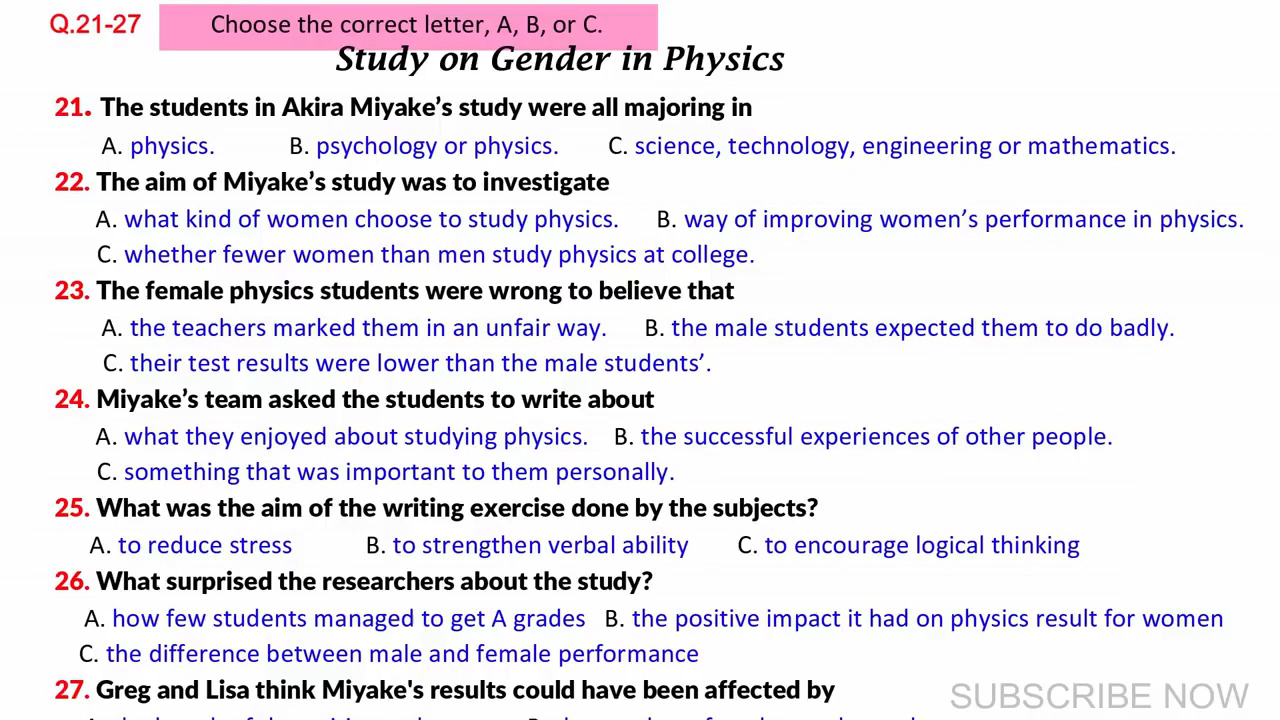 Q.21-27 Choose the correct letter, A, B, or C.
Study on Gender in Physics
21. The students in Akira Miyake’s study were all majoring in
A. physics. B. psychology or physics. C. science, technology, engineering or mathematics.
22. The aim of Miyake’s study was to investigate
A. what kind of women choose to study physics. B. way of improving women’s performance in physics.
C. whether fewer women than men study physics at college.
23. The female physics students were wrong to believe that
A. the teachers marked them in an unfair way. B. the male students expected them to do badly.
C. their test results were lower than the male students’.
24. Miyake’s team asked the students to write about
A. what they enjoyed about studying physics. B. the successful experiences of other people.
C. something that was important to them personally.
25. What was the aim of the writing exercise done by the subjects?
A. to reduce stress B. to strengthen verbal ability C. to encourage logical thinking
26. What surprised the researchers about the study?
A. how few students managed to get A grades B. the positive impact it had on physics result for women
C. the difference between male and female performance
27. Greg and Lisa think Miyake's results could have been affected by
SUBSCRIBE NOW